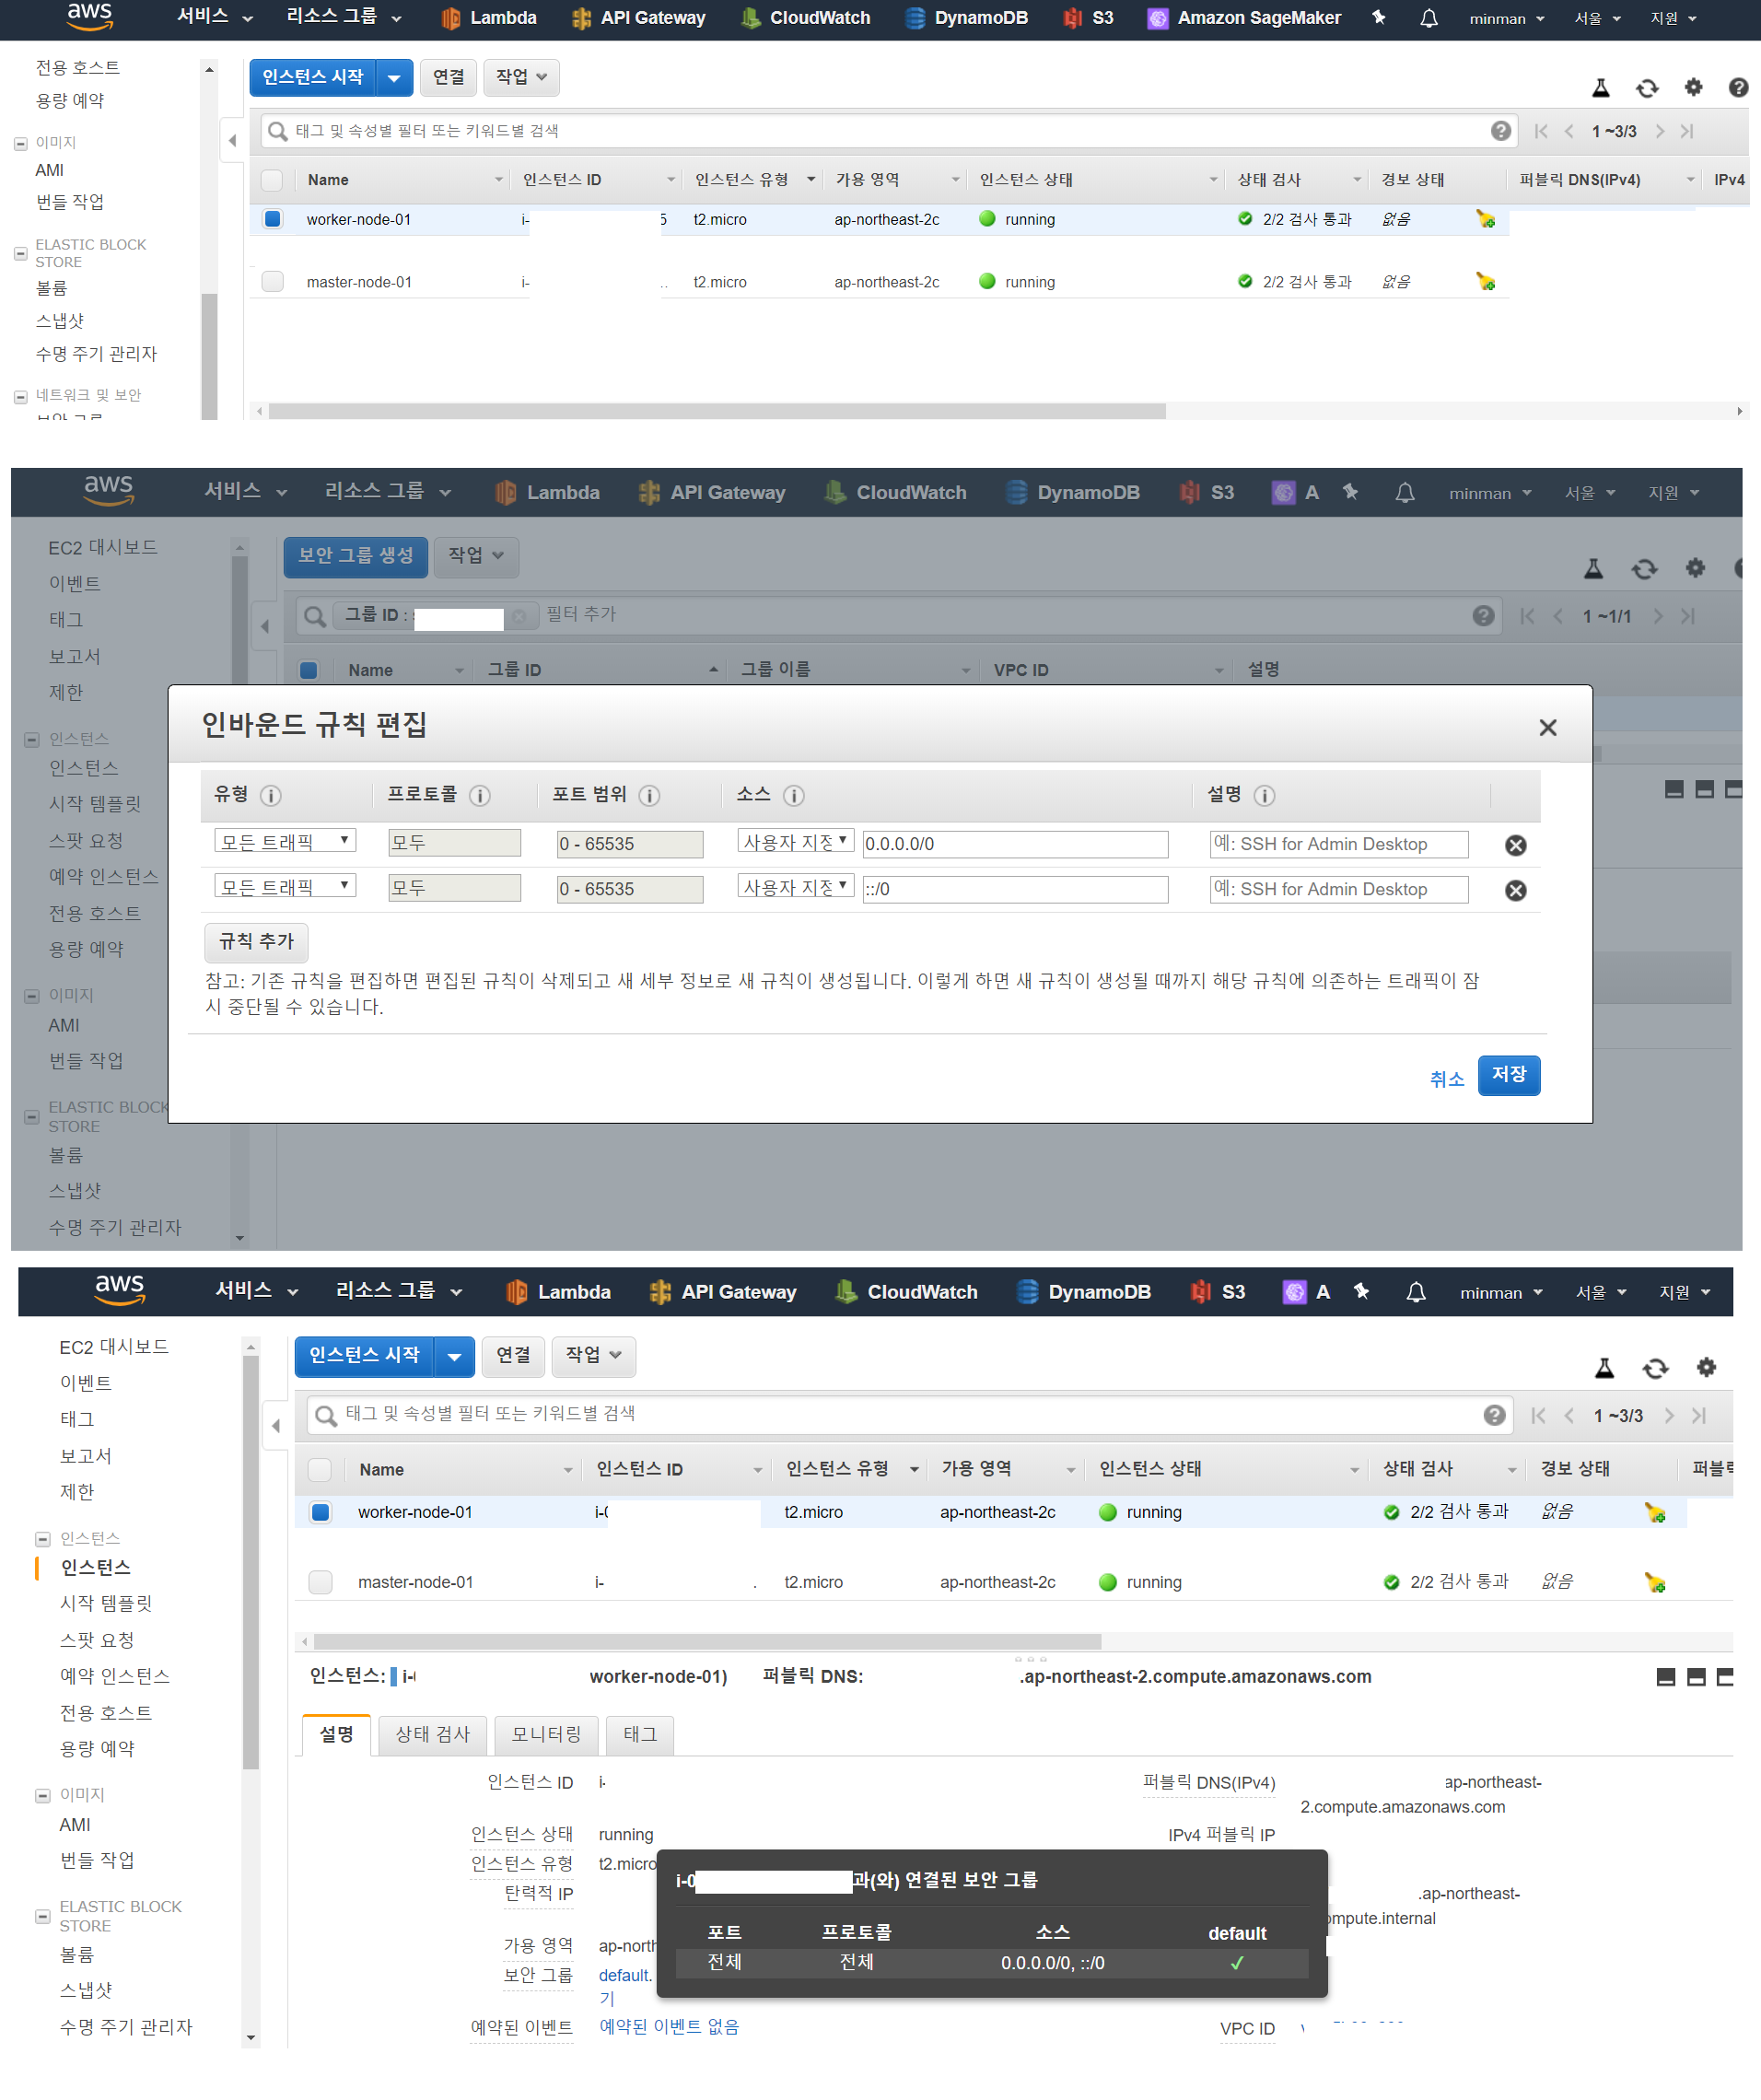 aws 서비스 리소스 그룹 Lambda API Gateway CloudWatch DynamoDB S3 Amazon SageMaker minman 서울 지원
전용 호스트
용량 예약
이미지
AMI
번들 작업
ELASTIC BLOCK
STORE
볼륨
스냅샷
수명 주기 관리자
네트워크 및 보안
보안 그룹
인스턴스 시작 연결 작업
태그 및 속성별 필터 또는 키워드별 검색 1 ~3/3
Name 인스턴스 ID 인스턴스 유형 가용 영역 인스턴스 상태 상태 검사 경보 상태 퍼블릭 DNS(IPv4) IPv4
worker-node-01 i- 5 t2.micro ap-northeast-2c running 2/2 검사 통과 없음
master-node-01 i- .. t2.micro ap-northeast-2c running 2/2 검사 통과 없음
aws 서비스 리소스 그룹 Lambda API Gateway CloudWatch DynamoDB S3 A minman 서울 지원
EC2 대시보드
이벤트
태그
보고서
제한
인스턴스
인스턴스
시작 템플릿
스팟 요청
예약 인스턴스
전용 호스트
용량 예약
이미지
AMI
번들 작업
ELASTIC BLOCK
STORE
볼륨
스냅샷
수명 주기 관리자
보안 그룹 생성 작업
그룹 ID : 필터 추가 1 ~1/1
Name 그룹 ID 그룹 이름 VPC ID 설명
인바운드 규칙 편집
유형 프로토콜 포트 범위 소스 설명
모든 트래픽 모두 0 - 65535 사용자 지정 0.0.0.0/0 예: SSH for Admin Desktop
모든 트래픽 모두 0 - 65535 사용자 지정 ::/0 예: SSH for Admin Desktop
규칙 추가
참고: 기존 규칙을 편집하면 편집된 규칙이 삭제되고 새 세부 정보로 새 규칙이 생성됩니다. 이렇게 하면 새 규칙이 생성될 때까지 해당 규칙에 의존하는 트래픽이 잠
시 중단될 수 있습니다.
취소 저장
aws 서비스 리소스 그룹 Lambda API Gateway CloudWatch DynamoDB S3 A minman 서울 지원
EC2 대시보드
이벤트
태그
보고서
제한
인스턴스
인스턴스
시작 템플릿
스팟 요청
예약 인스턴스
전용 호스트
용량 예약
이미지
AMI
번들 작업
ELASTIC BLOCK
STORE
볼륨
스냅샷
수명 주기 관리자
인스턴스 시작 연결 작업
태그 및 속성별 필터 또는 키워드별 검색 1 ~3/3
Name 인스턴스 ID 인스턴스 유형 가용 영역 인스턴스 상태 상태 검사 경보 상태 퍼블릭
worker-node-01 i-0 t2.micro ap-northeast-2c running 2/2 검사 통과 없음
master-node-01 i- . t2.micro ap-northeast-2c running 2/2 검사 통과 없음
인스턴스: i- worker-node-01) 퍼블릭 DNS: .ap-northeast-2.compute.amazonaws.com
설명 상태 검사 모니터링 태그
인스턴스 ID i- 퍼블릭 DNS(IPv4) ap-northeast-
2.compute.amazonaws.com
인스턴스 상태 running IPv4 퍼블릭 IP
인스턴스 유형 t2.micro
탄력적 IP .ap-northeast-
mpute.internal
가용 영역 ap-nort
보안 그룹 default.
기
예약된 이벤트 예약된 이벤트 없음 VPC ID
i-0 과(와) 연결된 보안 그룹
포트 프로토콜 소스 default
전체 전체 0.0.0.0/0, ::/0 ✓